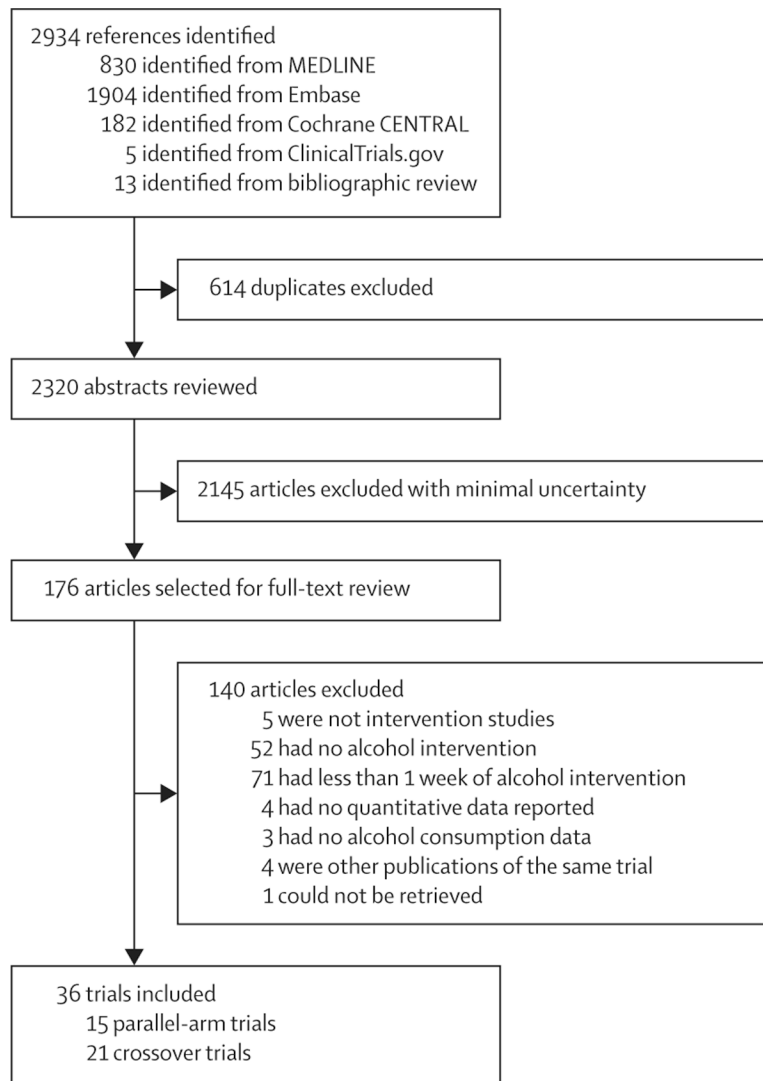 2934 references identified
830 identified from MEDLINE
1904 identified from Embase
182 identified from Cochrane CENTRAL
5 identified from ClinicalTrials.gov
13 identified from bibliographic review
614 duplicates excluded
2320 abstracts reviewed
2145 articles excluded with minimal uncertainty
176 articles selected for full-text review
140 articles excluded
5 were not intervention studies
52 had no alcohol intervention
71 had less than 1 week of alcohol intervention
4 had no quantitative data reported
3 had no alcohol consumption data
4 were other publications of the same trial
1 could not be retrieved
36 trials included
15 parallel-arm trials
21 crossover trials